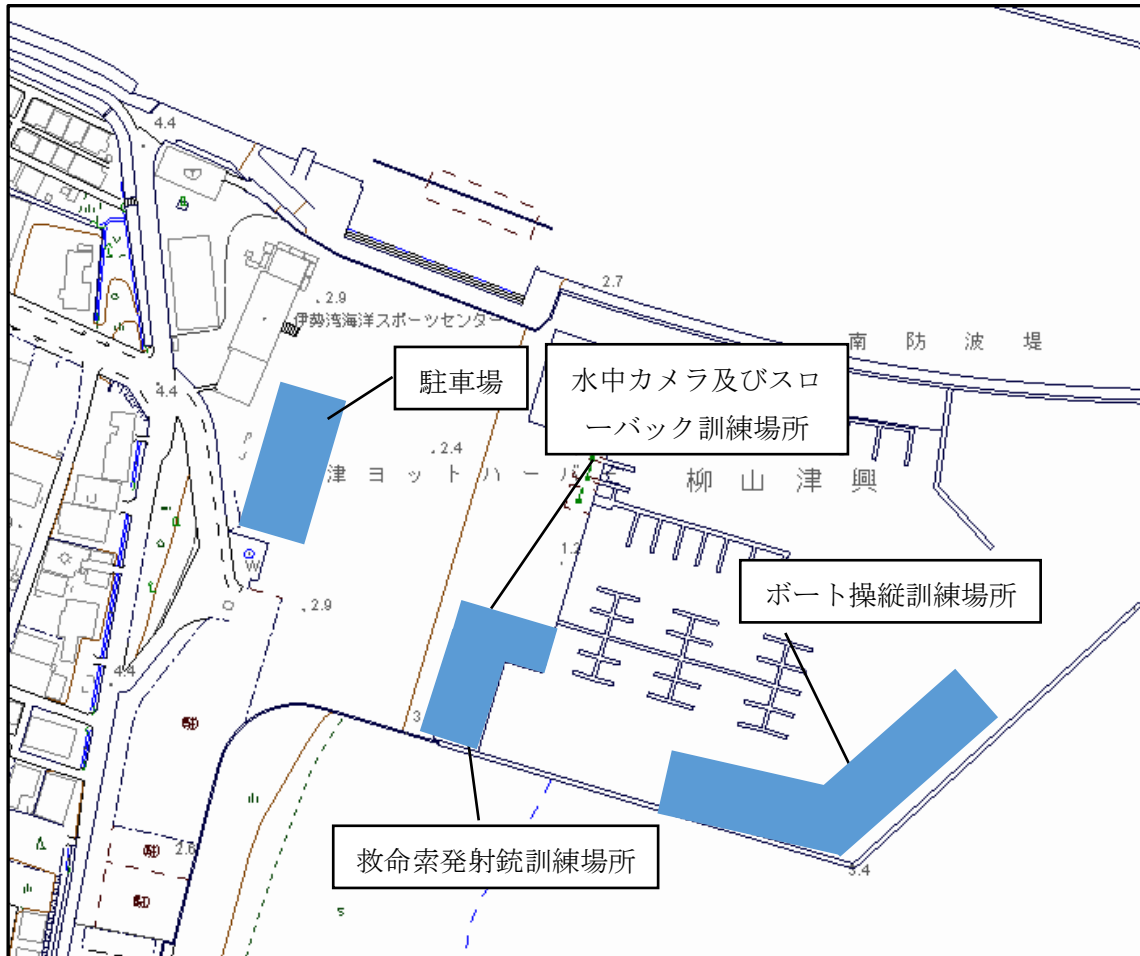 4.4
2.7
2.9
伊勢湾海洋スポーツセンター
南防波堤
駐車場
水中カメラ及びスロ
ーバック訓練場所
4.4
2.4
津ヨットハーバー
柳山津興
1.2
W
ボート操縦訓練場所
2.9
4.4
3
救命索発射銃訓練場所
2.6
3.4